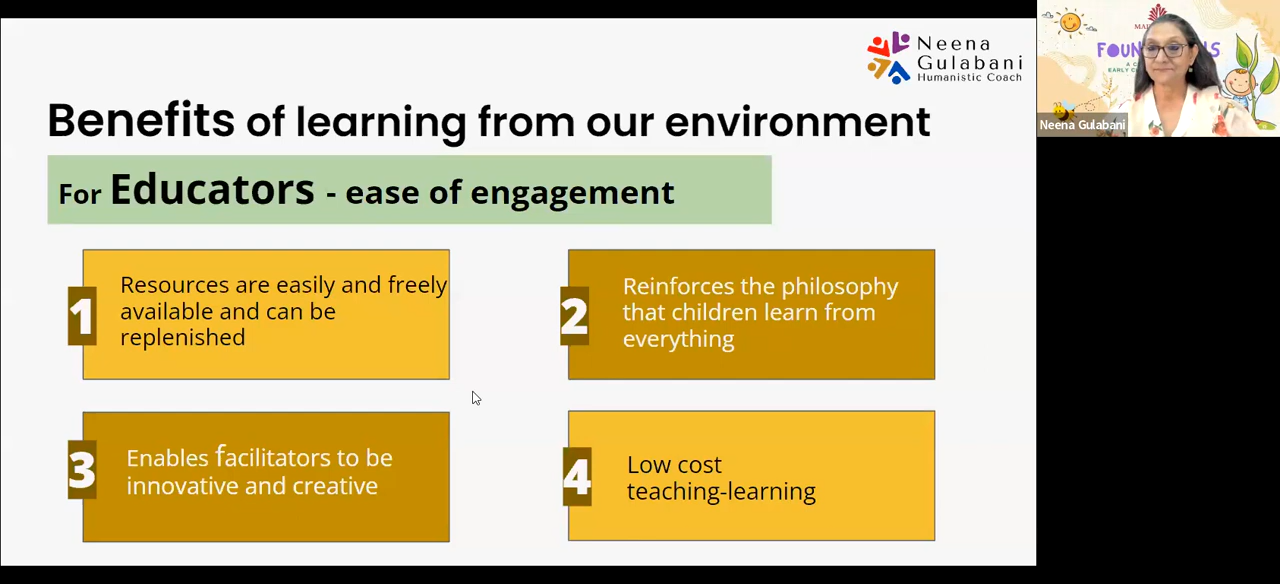 Neena
Gulabani
Humanistic Coach
Benefits of learning from our environment
For Educators - ease of engagement
1
Resources are easily and freely
available and can be
replenished
2
Reinforces the philosophy
that children learn from
everything
3
Enables facilitators to be
innovative and creative
4
Low cost
teaching-learning
Neena Gulabani